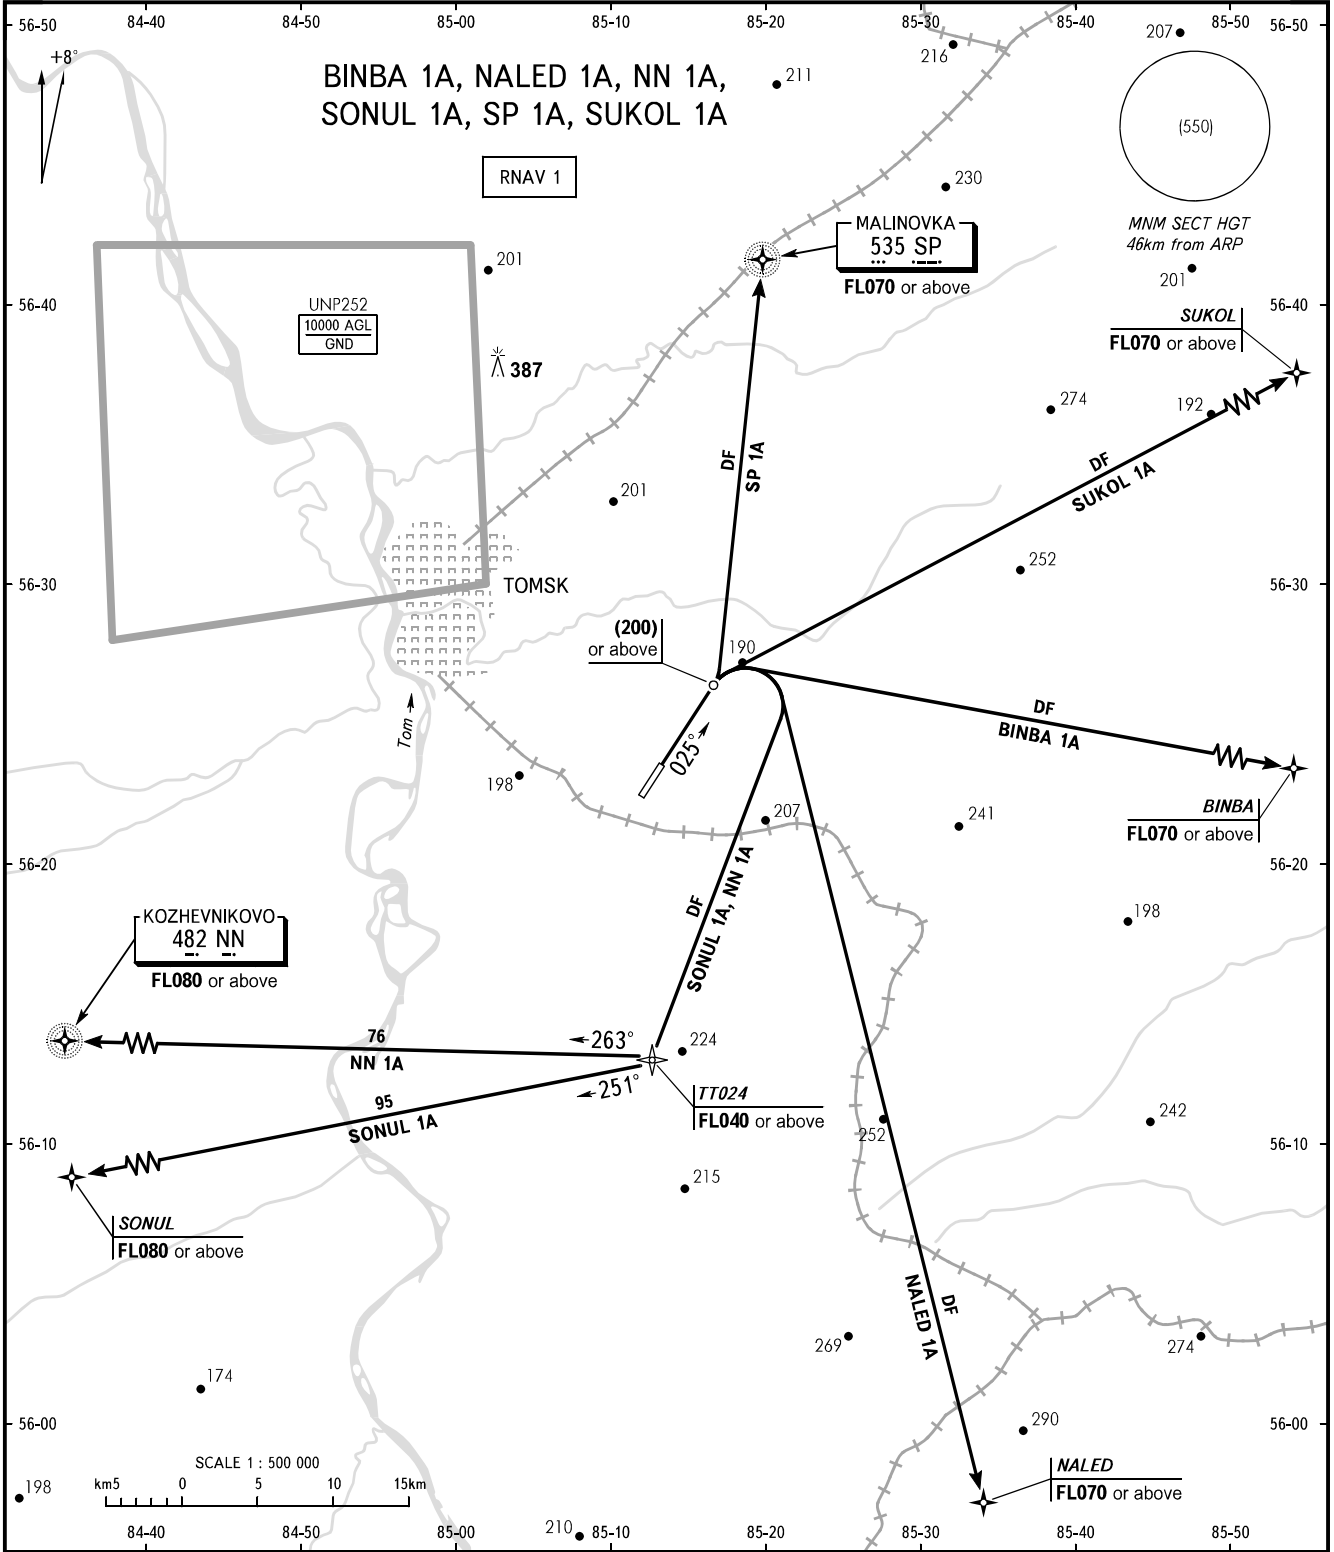 84-40 84-50 85-00 85-10 85-20 85-30 85-40 85-50
56-50 56-50
+8°
BINBA 1A, NALED 1A, NN 1A,
SONUL 1A, SP 1A, SUKOL 1A
RNAV 1
211
216
207
(550)
230
MNM SECT HGT
46km from ARP
201
MALINOVKA
535 SP
FL070 or above
201
UNP252
10000 AGL
GND
56-40 56-40
SUKOL
FL070 or above
387
274
192
DF
SP 1A
DF
SUKOL 1A
201
252
56-30 56-30
TOMSK
(200)
or above
190
Tom
025°
DF
BINBA 1A
198
207
241
BINBA
FL070 or above
56-20 56-20
DF
SONUL 1A, NN 1A
198
KOZHEVNIKOVO
482 NN
FL080 or above
76
NN 1A
263°
224
251°
95
SONUL 1A
TT024
FL040 or above
252
242
56-10 56-10
215
SONUL
FL080 or above
DF
NALED 1A
269
274
174
290
56-00 56-00
SCALE 1 : 500 000
km5 0 5 10 15km
198
NALED
FL070 or above
210
84-40 84-50 85-00 85-10 85-20 85-30 85-40 85-50